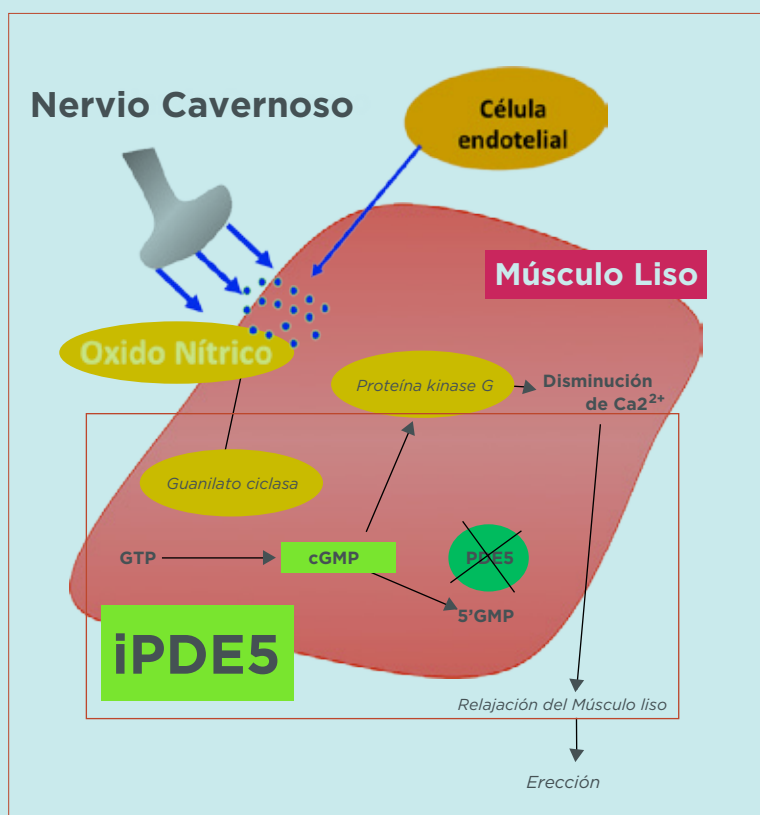 Nervio Cavernoso
Célula
endotelial
Músculo Liso
Oxido Nítrico
Proteína kinase G
Disminución
de Ca2²⁺
Guanilato ciclasa
GTP
cGMP
PDE5
5’GMP
iPDE5
Relajación del Músculo liso
Erección